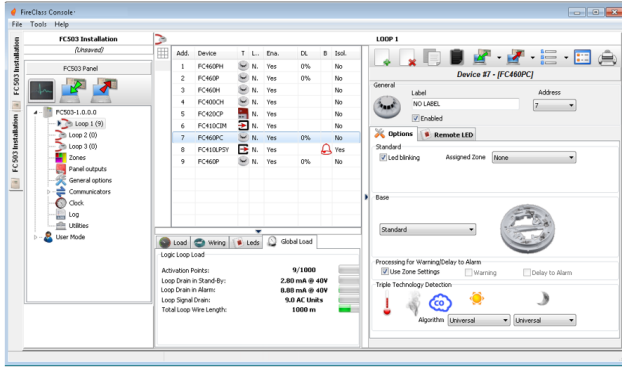 FireClass Console
File Tools Help
FC503 Installation
FC503 Installation
FC503 Installation
(Unsaved)
FC503 Panel
FC503-1.0.0.0
Loop 1 (9)
Loop 2 (0)
Loop 3 (0)
Zones
Panel outputs
General options
Communicators
Clock
Log
Utilities
User Mode
Add. Device T L... Ena. DL B Isol.
1 FC460PH N. Yes 0% No
2 FC460P N. Yes 0% No
3 FC460H N. Yes No
4 FC400CH N. Yes No
5 FC420CP N. Yes No
6 FC410CIM N. Yes No
7 FC460PC N. Yes 0% No
8 FC410LPSY N. Yes Yes
9 FC460P N. Yes 0% No
Load Wiring Leds Global Load
Logic Loop Load
Activation Points: 9/1000
Loop Drain in Stand-By: 2.80 mA @ 40V
Loop Drain in Alarm: 8.88 mA @ 40V
Loop Signal Drain: 9.0 AC Units
Total Loop Wire Length: 1000 m
LOOP 1
Device #7 - [FC460PC]
General
Label Address
NO LABEL 7
Enabled
Options Remote LED
Standard
Led blinking Assigned Zone None
Base
Standard
Processing for Warning/Delay to Alarm
Use Zone Settings Warning Delay to Alarm
Triple Technology Detection
CO
Algorithm Universal Universal